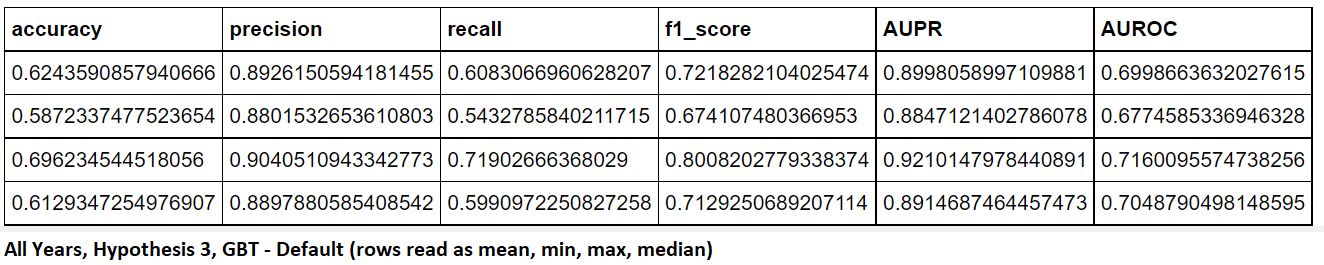 accuracy precision recall f1_score AUPR AUROC
0.6243590857940666 0.8926150594181455 0.6083066960628207 0.7218282104025474 0.8998058997109881 0.6998663632027615
0.5872337477523654 0.8801532653610803 0.5432785840211715 0.674107480366953 0.8847121402786078 0.6774585336946328
0.696234544518056 0.9040510943342773 0.71902666368029 0.8008202779338374 0.9210147978440891 0.7160095574738256
0.6129347254976907 0.8897880585408542 0.5990972250827258 0.7129250689207114 0.8914687464457473 0.7048790498148595
All Years, Hypothesis 3, GBT - Default (rows read as mean, min, max, median)